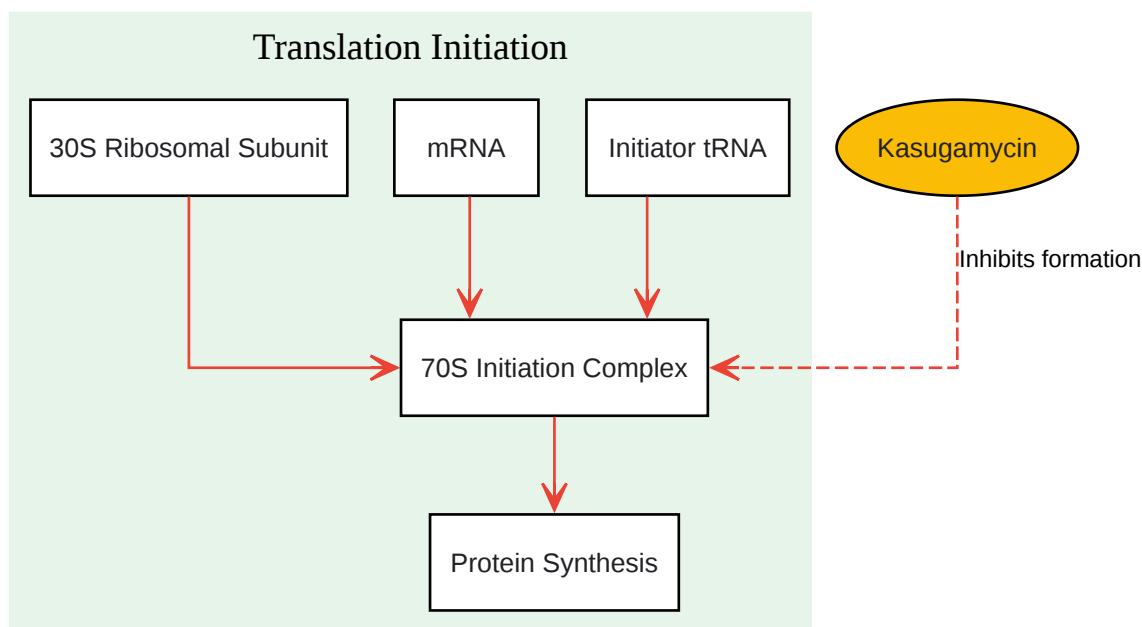 Translation Initiation
30S Ribosomal Subunit
mRNA
Initiator tRNA
Kasugamycin
Inhibits formation
70S Initiation Complex
Protein Synthesis